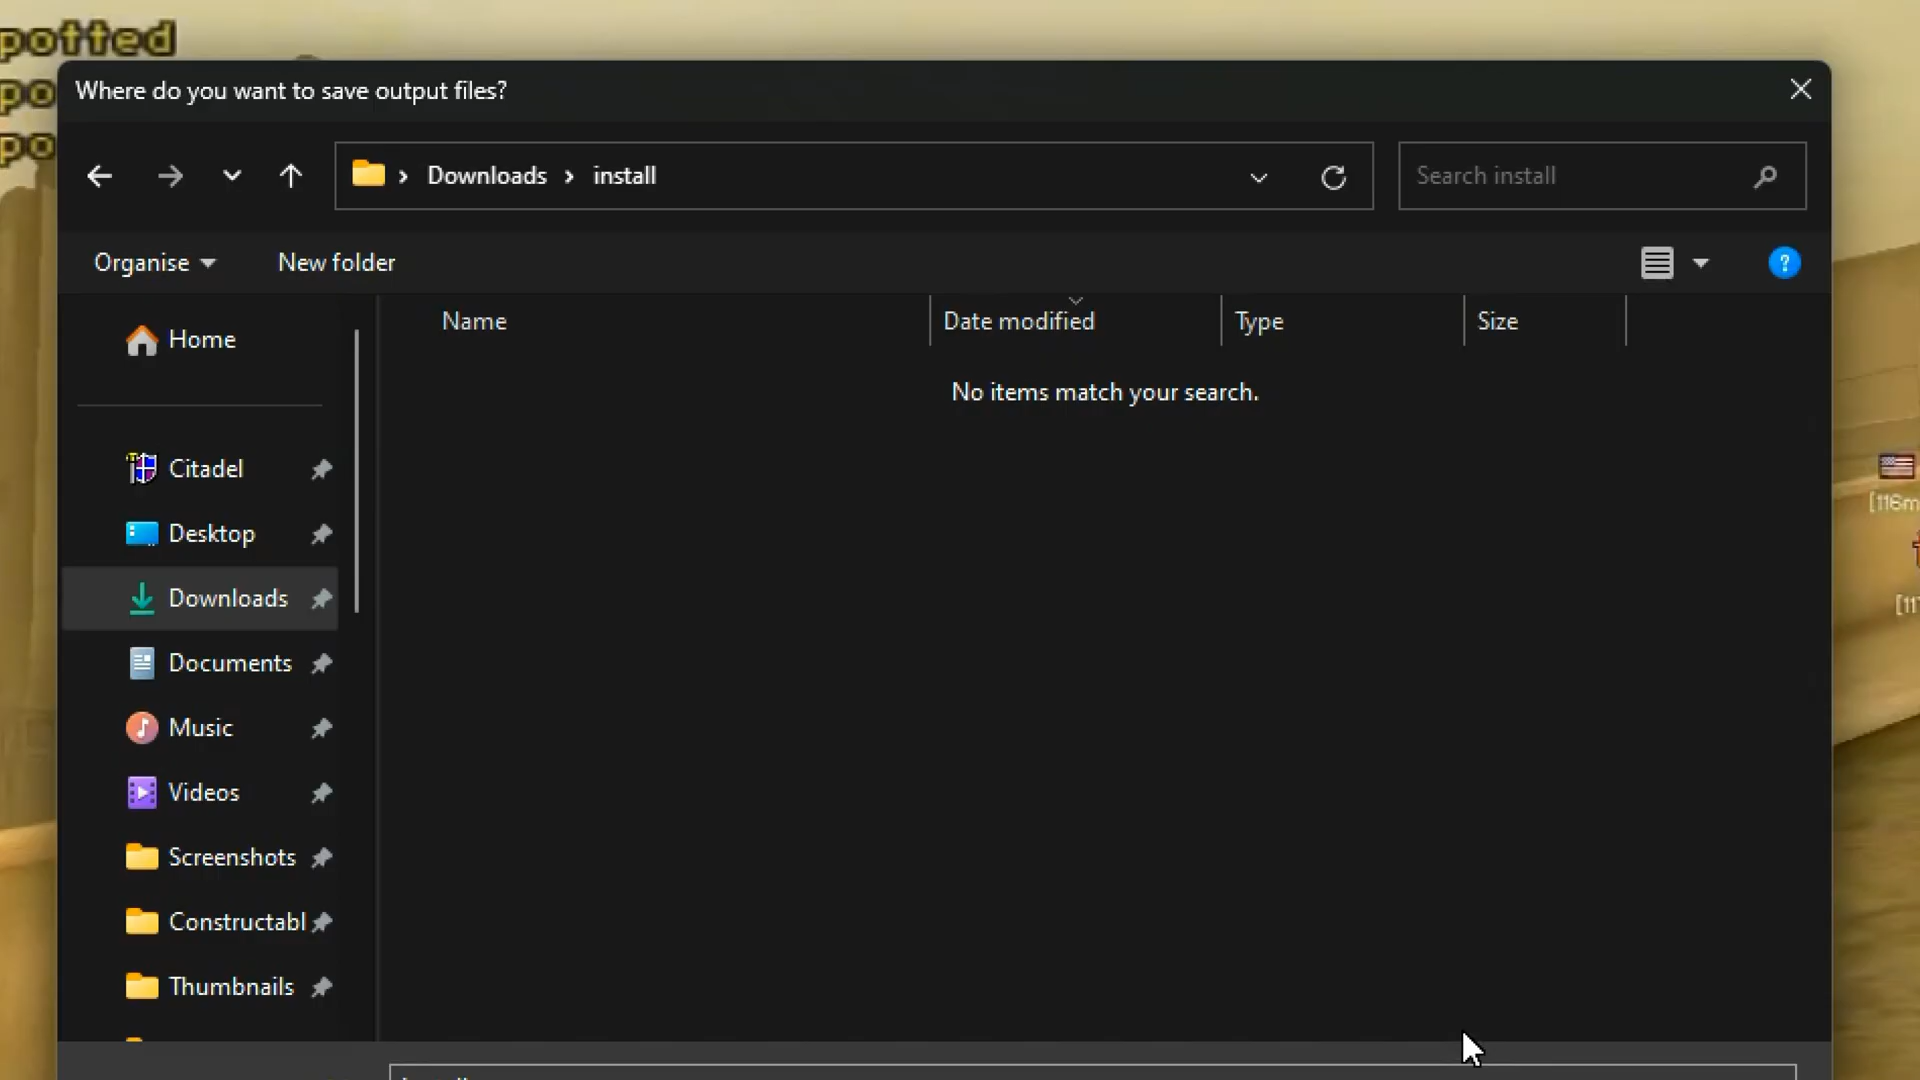 potted
Where do you want to save output files?
Downloads
install
Search install
Organise
New folder
?
Name
Date modified
Type
Size
No items match your search.
Home
Citadel
Desktop
Downloads
Documents
Music
Videos
Screenshots
Constructabl
Thumbnails